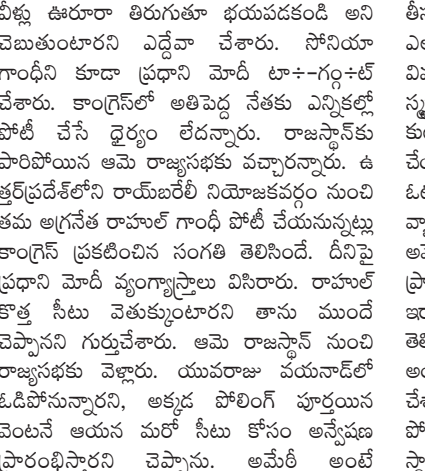 వీళ్లు ఊరూరా తిరుగుతూ భయపడకండి అని
చెబుతుంటారని ఎద్దేవా చేశారు. సోనియా
గాంధీని కూడా ప్రధాని మోదీ టా÷-గ్గం÷ట్
చేశారు. కాంగ్రెస్‌లో అతిపెద్ద నేతకు ఎన్నికల్లో
పోటీ చేసే ధైర్యం లేదన్నారు. రాజస్థాన్‌కు
పారిపోయిన ఆమె రాజ్యసభకు వచ్చారన్నారు. ఉ
త్తర్‌ప్రదేశ్‌లోని రాయ్‌బరేలీ నియోజకవర్గం నుంచి
తమ అగ్రనేత రాహుల్ గాంధీ పోటీ చేయనున్నట్లు
కాంగ్రెస్ ప్రకటించిన సంగతి తెలిసిందే. దీనిపై
ప్రధాని మోదీ వ్యంగ్యాస్త్రాలు విసిరారు. రాహుల్
కొత్త సీటు వెతుక్కుంటారని తాను ముందే
చెప్పానని గుర్తుచేశారు. ఆమె రాజస్థాన్ నుంచి
రాజ్యసభకు వెళ్లారు. యువరాజు వయనాడ్‌లో
ఓడిపోనున్నారని, అక్కడ పోలింగ్ పూర్తయిన
వెంటనే ఆయన మరో సీటు కోసం అన్వేషణ
ప్రారంభిస్తారని చెప్పాను. అమేఠీ అంటే